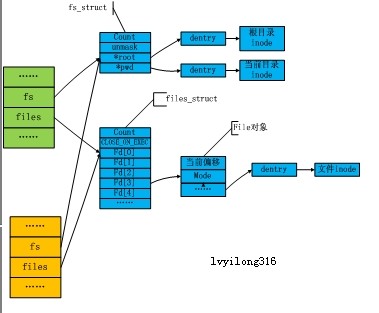 fs_struct
Count
unmask
*root
*pwd
dentry
根目录
inode
dentry
当前目录
inode
……
fs
files
……
files_struct
Count
CLOSE_ON_EXEC
Fd[0]
Fd[1]
Fd[2]
Fd[3]
Fd[4]
……
File对象
当前偏移
Mode
……
dentry
文件inode
……
fs
files
……
lvyilong316